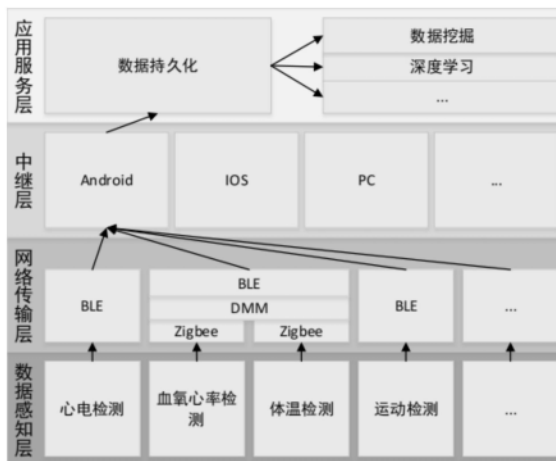 应用服务层
数据持久化
数据挖掘
深度学习
...
中继层
Android
IOS
PC
...
网络传输层
BLE
BLE
DMM
Zigbee
Zigbee
BLE
...
数据感知层
心电检测
血氧心率检
测
体温检测
运动检测
...